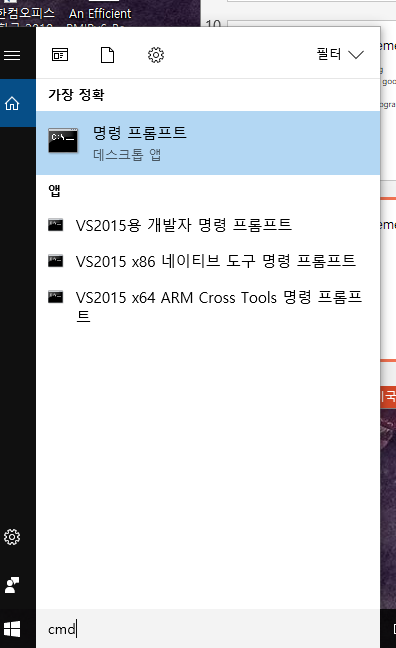 한컴오피스
An Efficient
10
필터
가장 정확
명령 프롬프트
데스크톱 앱
앱
VS2015용 개발자 명령 프롬프트
VS2015 x86 네이티브 도구 명령 프롬프트
VS2015 x64 ARM Cross Tools 명령 프롬프
트
cmd